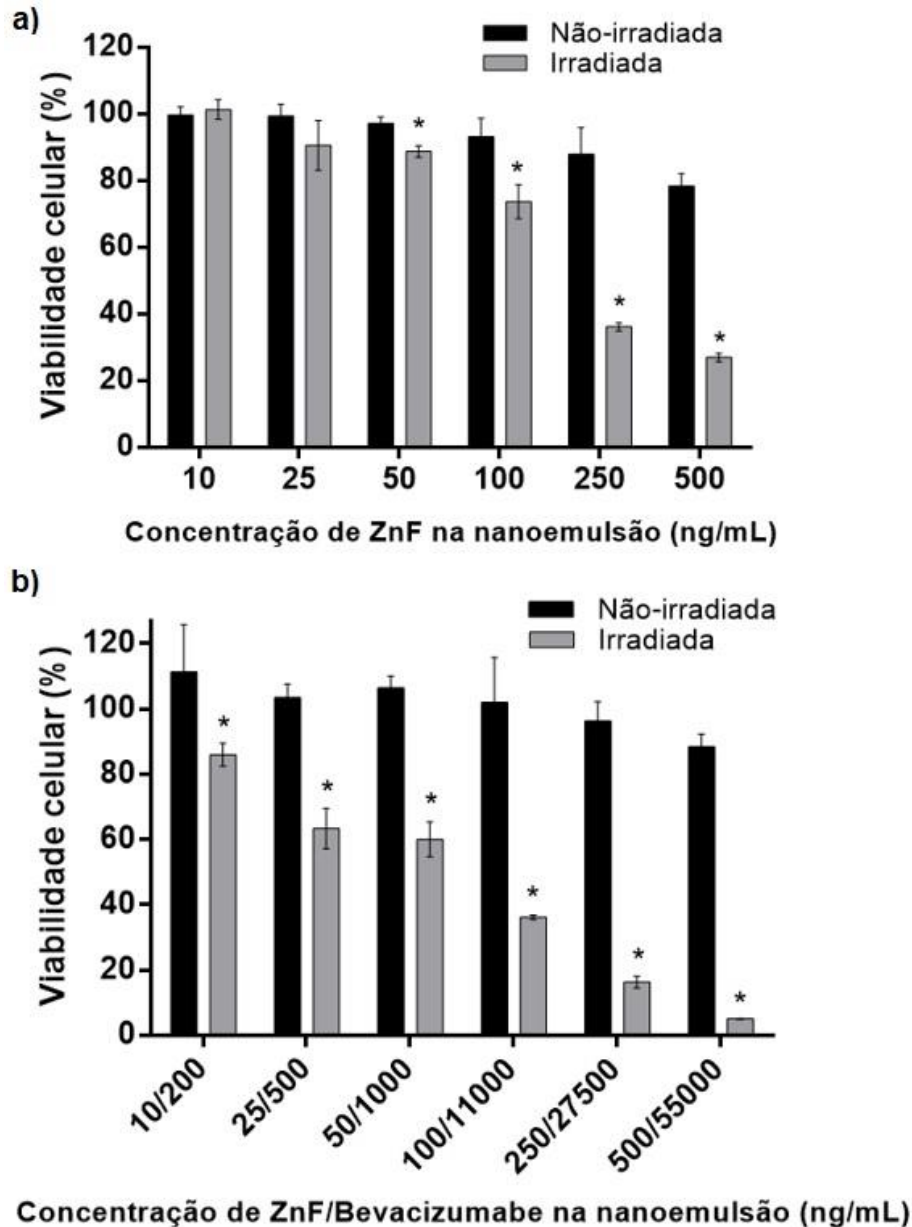 a)
Não-irradiada
Irradiada
Viabilidade celular (%)
120
100
80
60
40
20
0
*
*
*
*
10 25 50 100 250 500
Concentração de ZnF na nanoemulsão (ng/mL)
b)
Não-irradiada
Irradiada
Viabilidade celular (%)
120
100
80
60
40
20
0
*
*
*
*
*
*
10/200 25/500 50/1000 100/11000 250/27500 500/55000
Concentração de ZnF/Bevacizumabe na nanoemulsão (ng/mL)